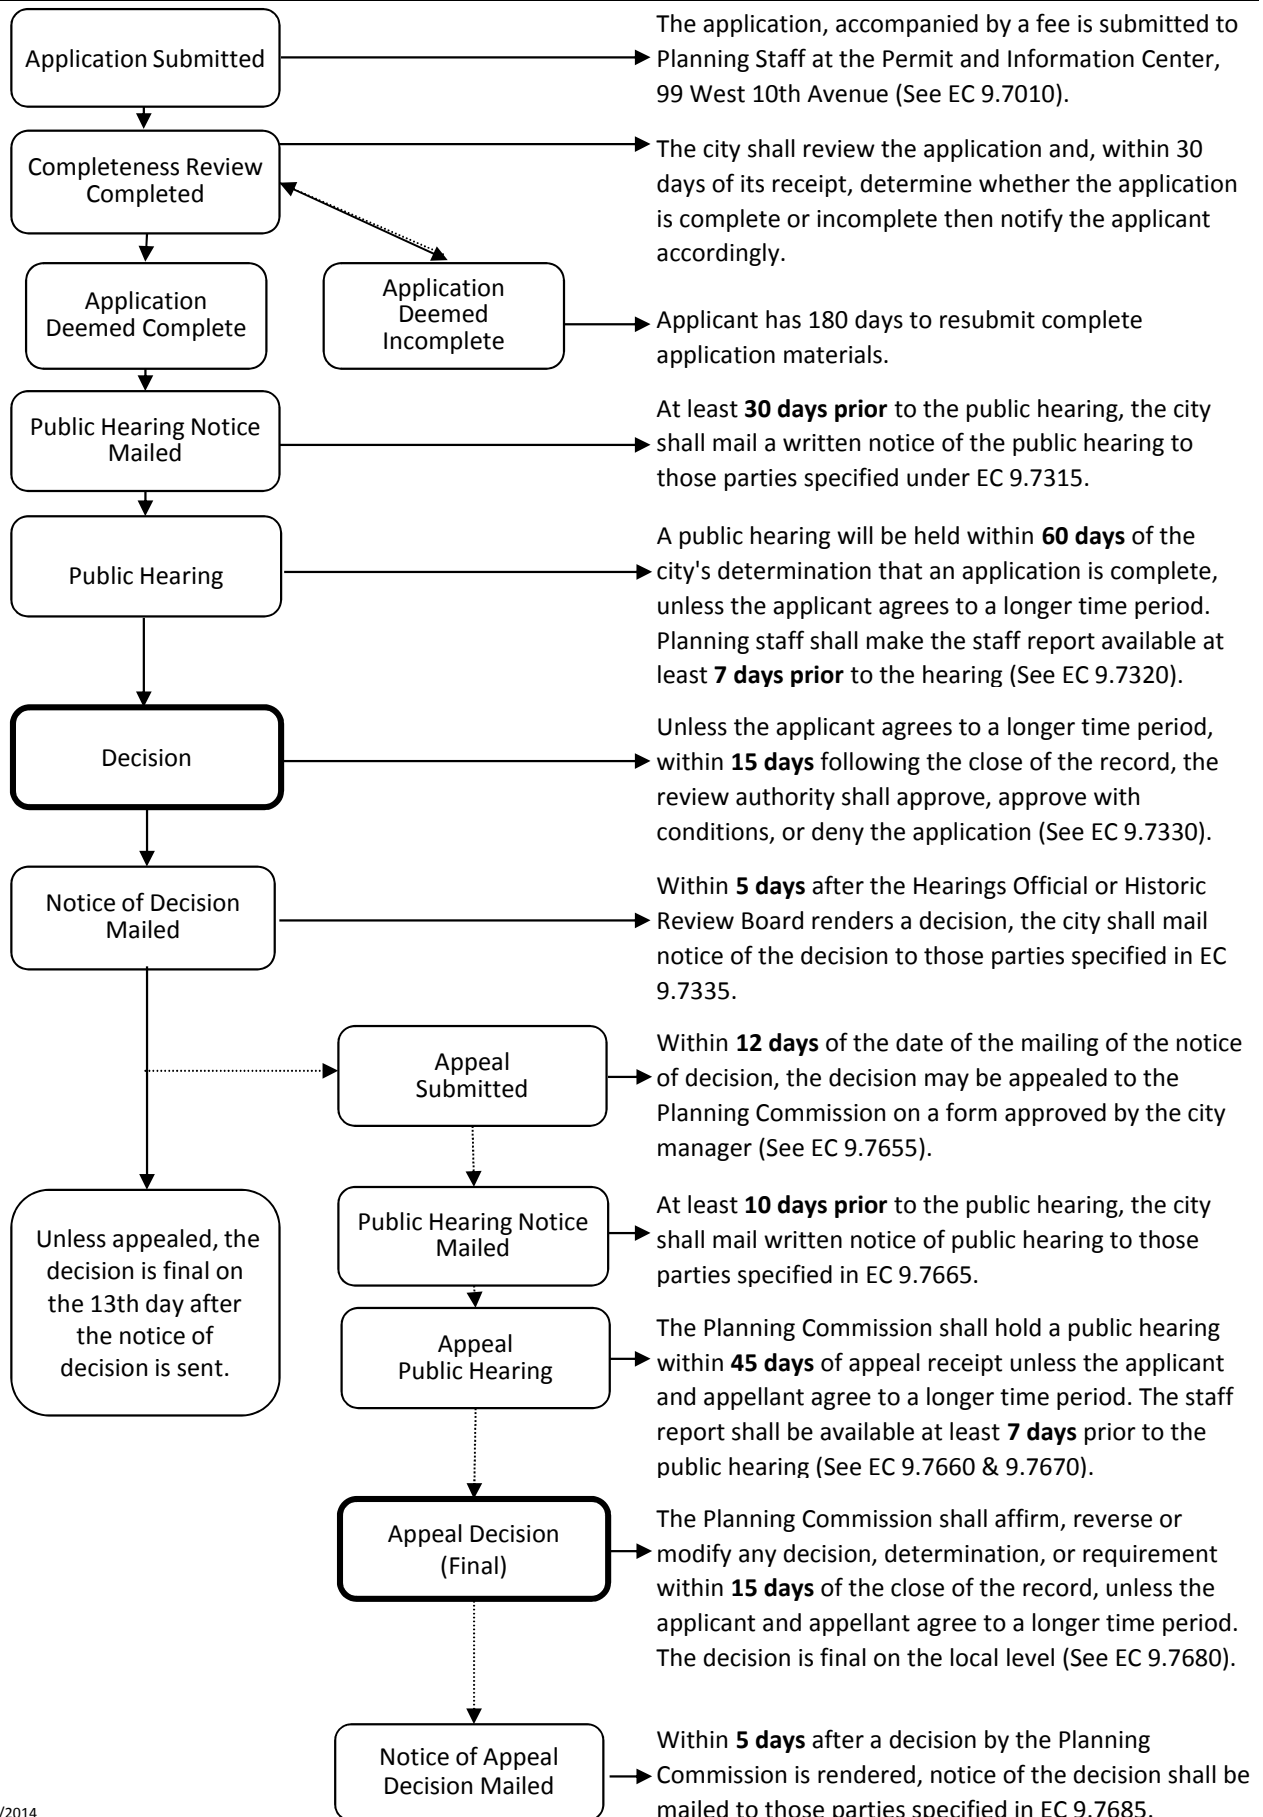 Application Submitted
The application, accompanied by a fee is submitted to
Planning Staff at the Permit and Information Center,
99 West 10th Avenue (See EC 9.7010).
Completeness Review
Completed
The city shall review the application and, within 30
days of its receipt, determine whether the application
is complete or incomplete then notify the applicant
accordingly.
Application
Deemed Complete
Application
Deemed
Incomplete
Applicant has 180 days to resubmit complete
application materials.
Public Hearing Notice
Mailed
At least 30 days prior to the public hearing, the city
shall mail a written notice of the public hearing to
those parties specified under EC 9.7315.
Public Hearing
A public hearing will be held within 60 days of the
city's determination that an application is complete,
unless the applicant agrees to a longer time period.
Planning staff shall make the staff report available at
least 7 days prior to the hearing (See EC 9.7320).
Decision
Unless the applicant agrees to a longer time period,
within 15 days following the close of the record, the
review authority shall approve, approve with
conditions, or deny the application (See EC 9.7330).
Notice of Decision
Mailed
Within 5 days after the Hearings Official or Historic
Review Board renders a decision, the city shall mail
notice of the decision to those parties specified in EC
9.7335.
Appeal
Submitted
Within 12 days of the date of the mailing of the notice
of decision, the decision may be appealed to the
Planning Commission on a form approved by the city
manager (See EC 9.7655).
Unless appealed, the
decision is final on
the 13th day after
the notice of
decision is sent.
Public Hearing Notice
Mailed
At least 10 days prior to the public hearing, the city
shall mail written notice of public hearing to those
parties specified in EC 9.7665.
Appeal
Public Hearing
The Planning Commission shall hold a public hearing
within 45 days of appeal receipt unless the applicant
and appellant agree to a longer time period. The staff
report shall be available at least 7 days prior to the
public hearing (See EC 9.7660 & 9.7670).
Appeal Decision
(Final)
The Planning Commission shall affirm, reverse or
modify any decision, determination, or requirement
within 15 days of the close of the record, unless the
applicant and appellant agree to a longer time period.
The decision is final on the local level (See EC 9.7680).
Notice of Appeal
Decision Mailed
Within 5 days after a decision by the Planning
Commission is rendered, notice of the decision shall be
mailed to those parties specified in EC 9.7685.
/2014